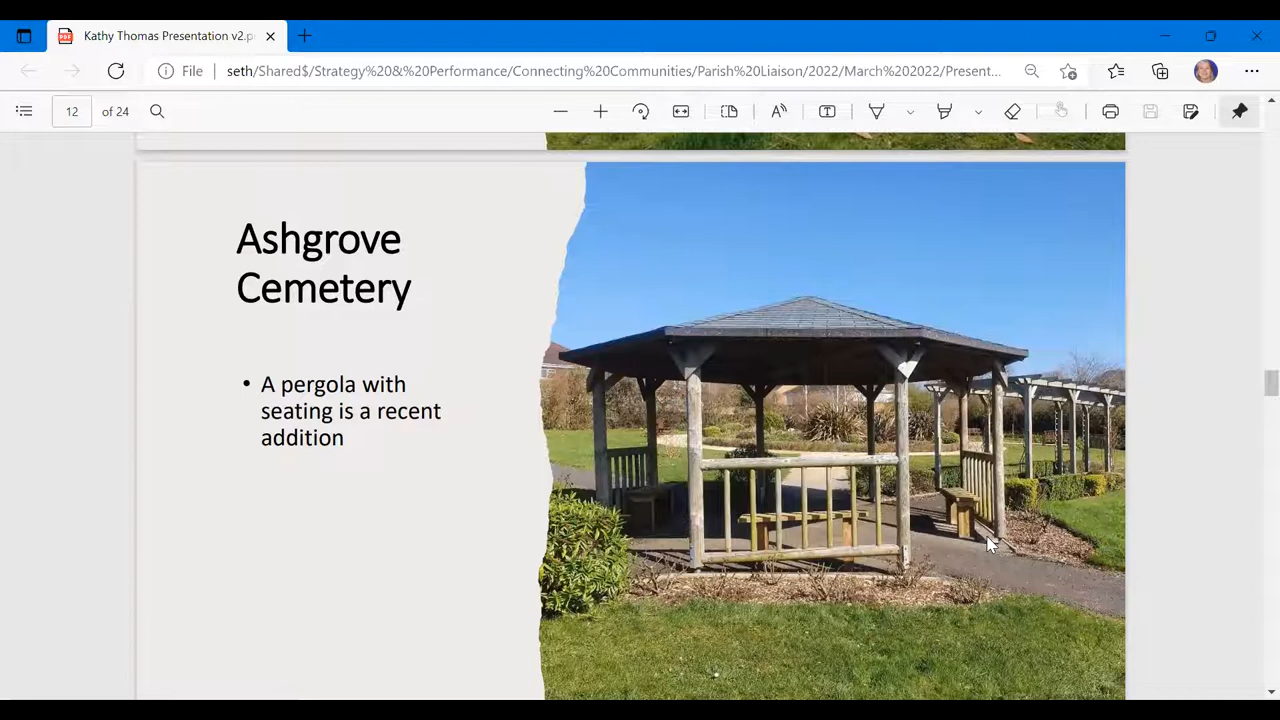 Kathy Thomas Presentation v2.p
File
seth/Shared$/Strategy%20&%20Performance/Connecting%20Communities/Parish%20Liaison/2022/March%202022/Present...
12 of 24
Ashgrove
Cemetery
• A pergola with
seating is a recent
addition